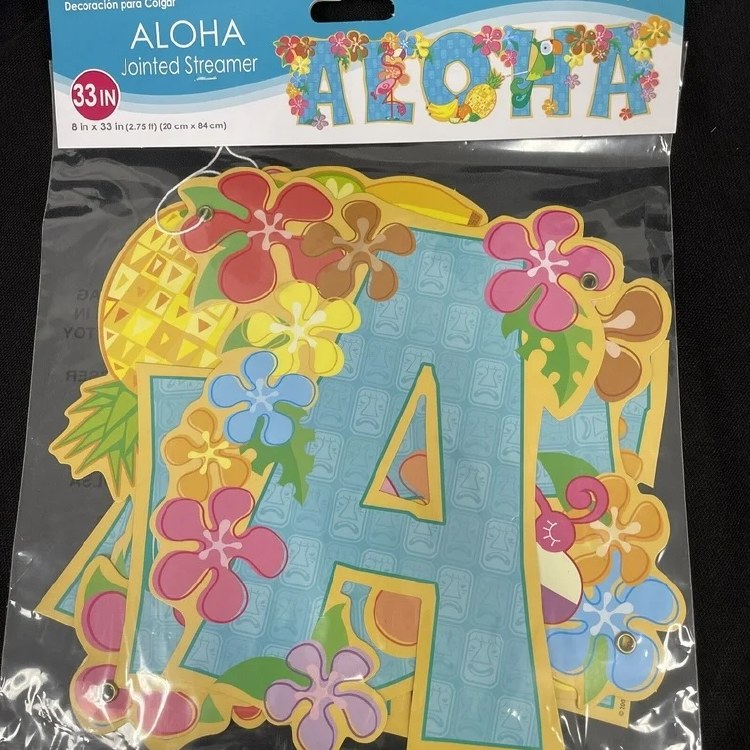 Decoración para Colgar
ALOHA
Jointed Streamer
33 IN
8 in x 33 in (2.75 ft) (20 cm x 84 cm)
ALOHA
A